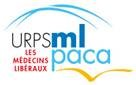 URPS ml
LES MÉDECINS LIBÉRAUX
paca